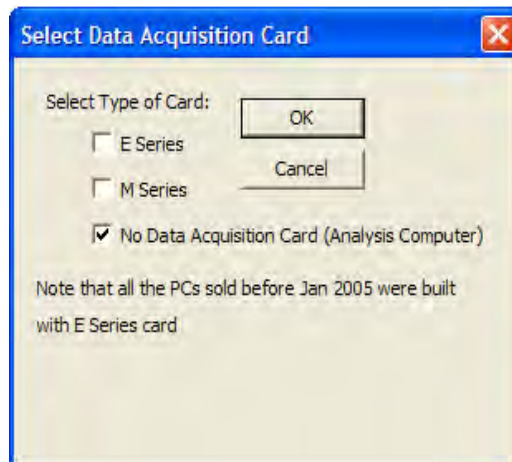 Select Data Acquisition Card
Select Type of Card:
OK
E Series
Cancel
M Series
No Data Acquisition Card (Analysis Computer)
Note that all the PCs sold before Jan 2005 were built
with E Series card